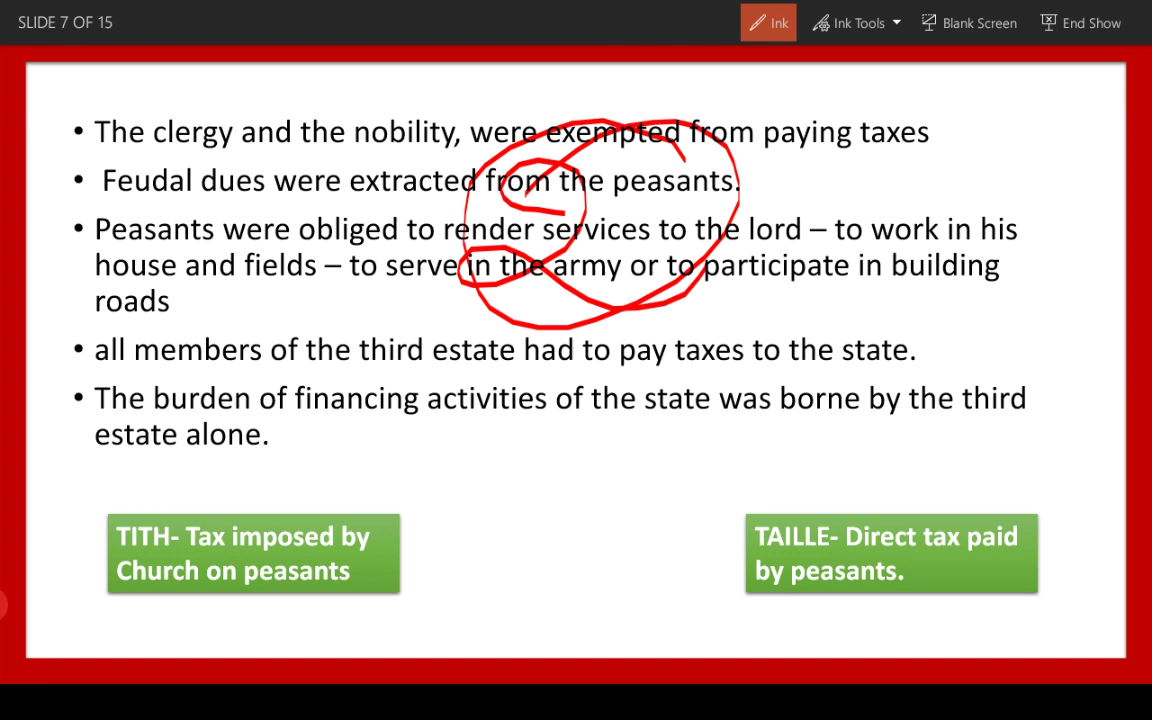 SLIDE 7 OF 15
Ink
Ink Tools
Blank Screen
End Show
• The clergy and the nobility, were exempted from paying taxes
• Feudal dues were extracted from the peasants.
• Peasants were obliged to render services to the lord – to work in his
house and fields – to serve in the army or to participate in building
roads
• all members of the third estate had to pay taxes to the state.
• The burden of financing activities of the state was borne by the third
estate alone.
TITH- Tax imposed by
Church on peasants
TAILLE- Direct tax paid
by peasants.